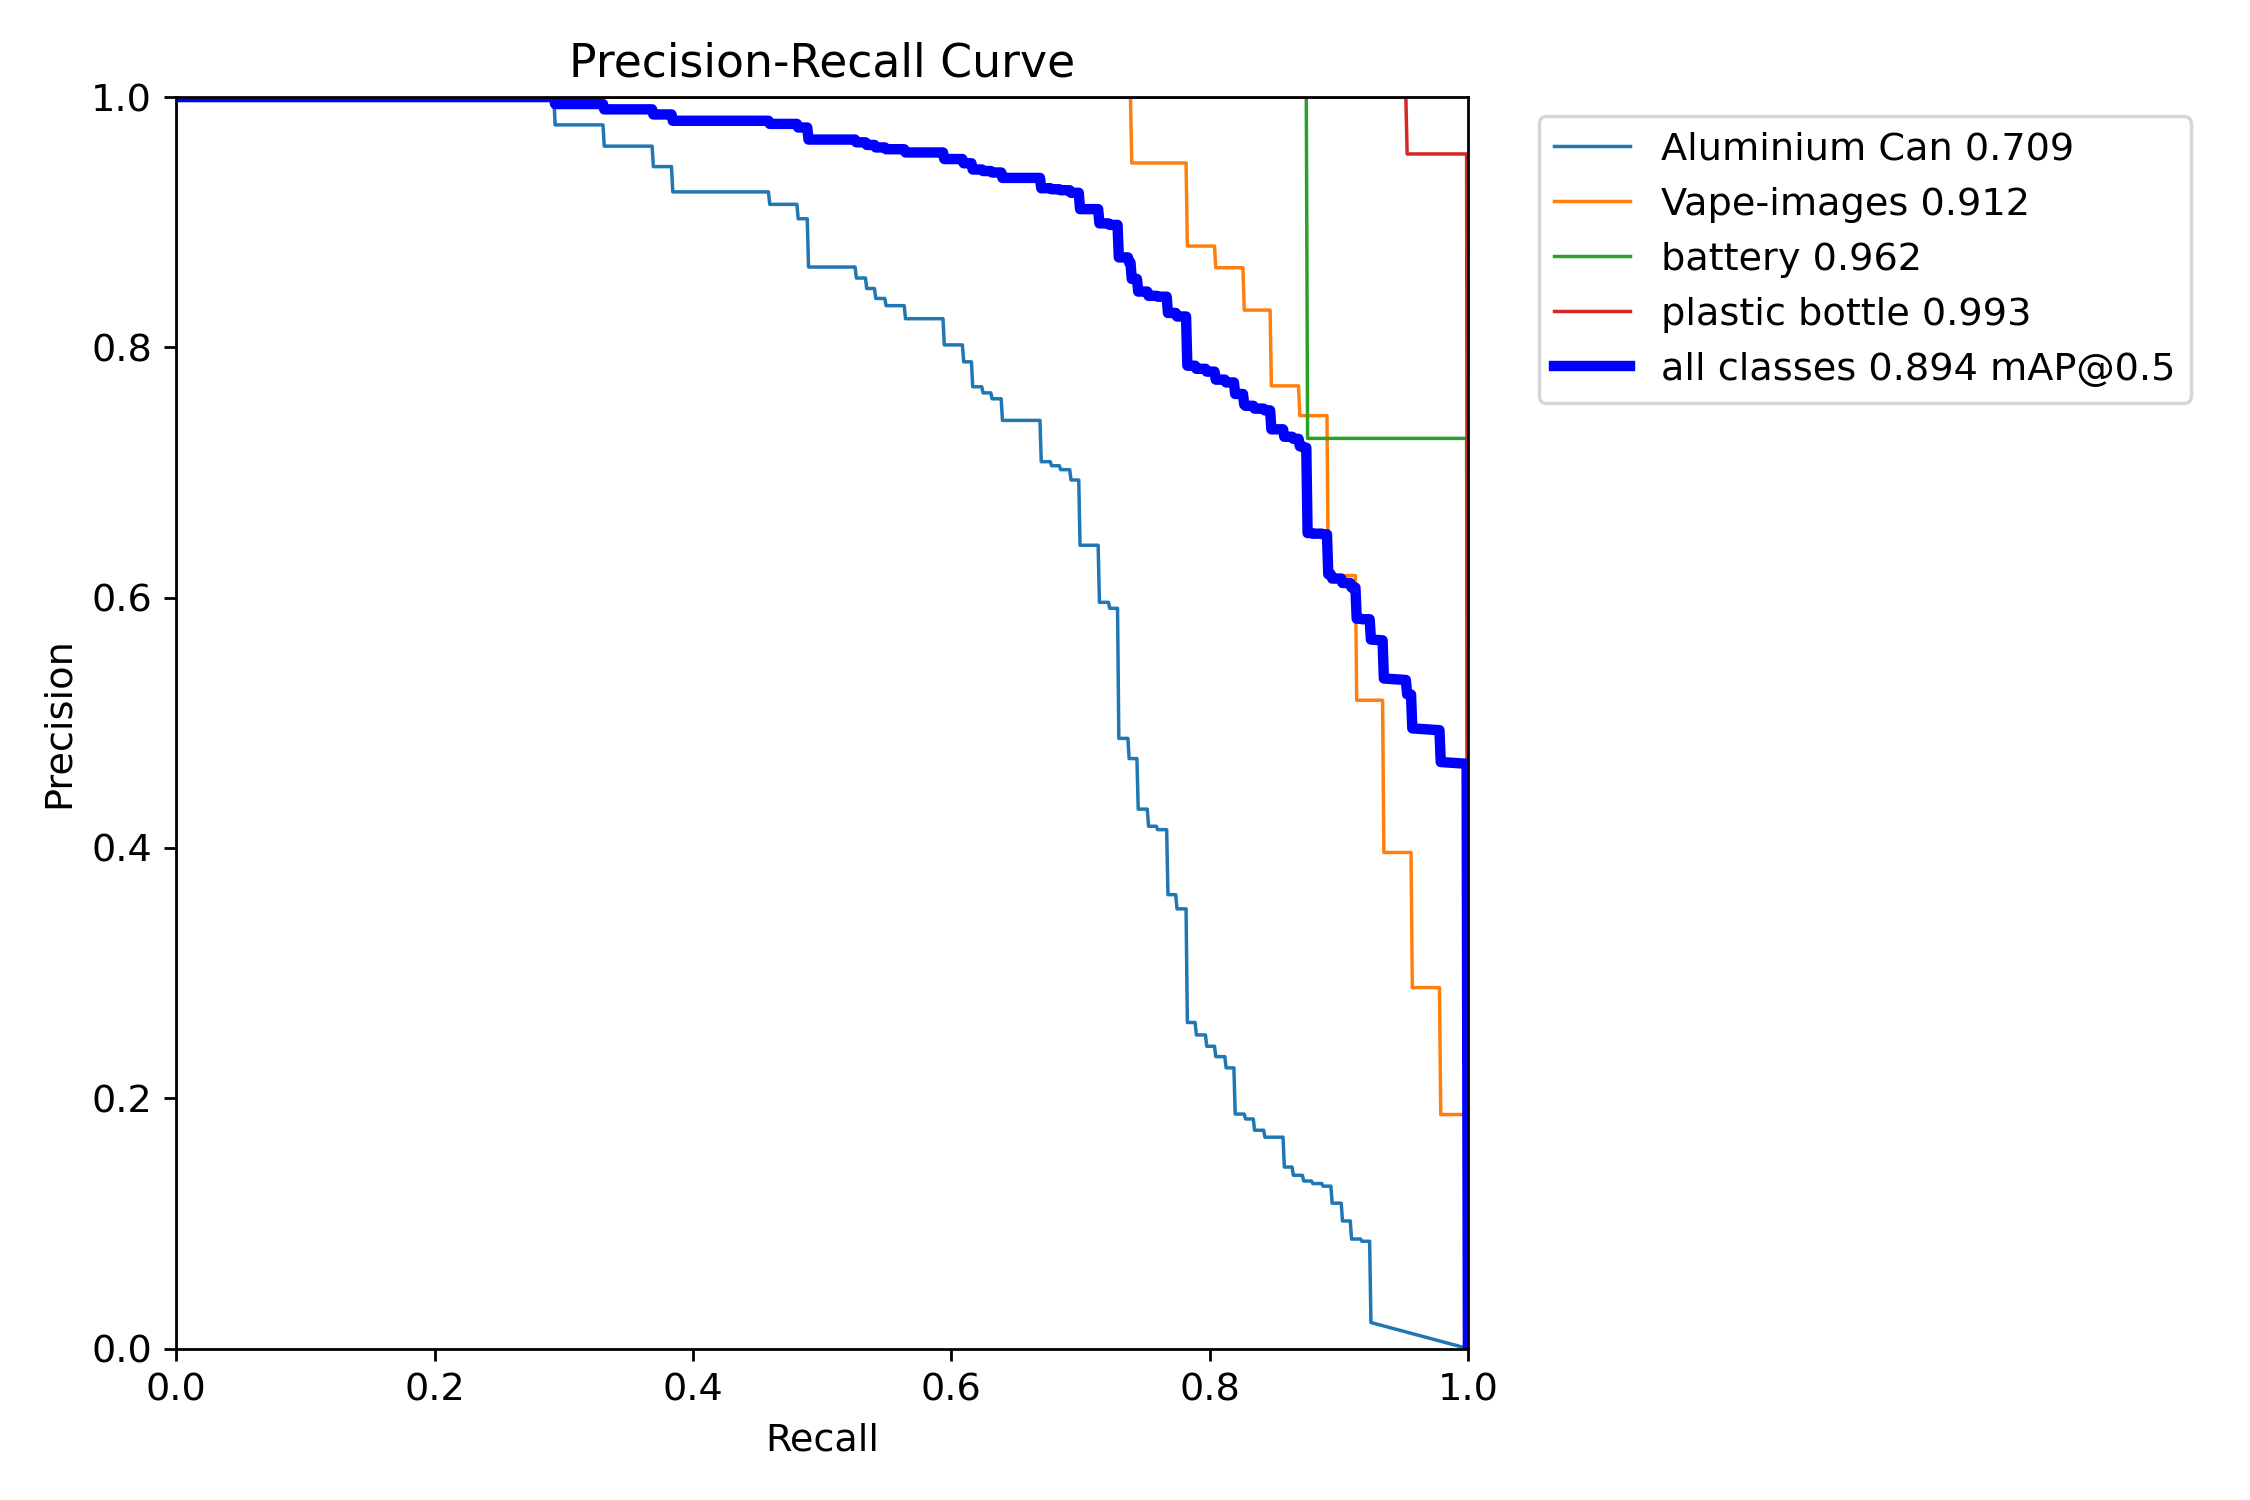 Precision-Recall Curve
1.0
0.8
0.6
0.4
0.2
0.0
Precision
0.0 0.2 0.4 0.6 0.8 1.0
Recall
Aluminium Can 0.709
Vape-images 0.912
battery 0.962
plastic bottle 0.993
all classes 0.894 mAP@0.5